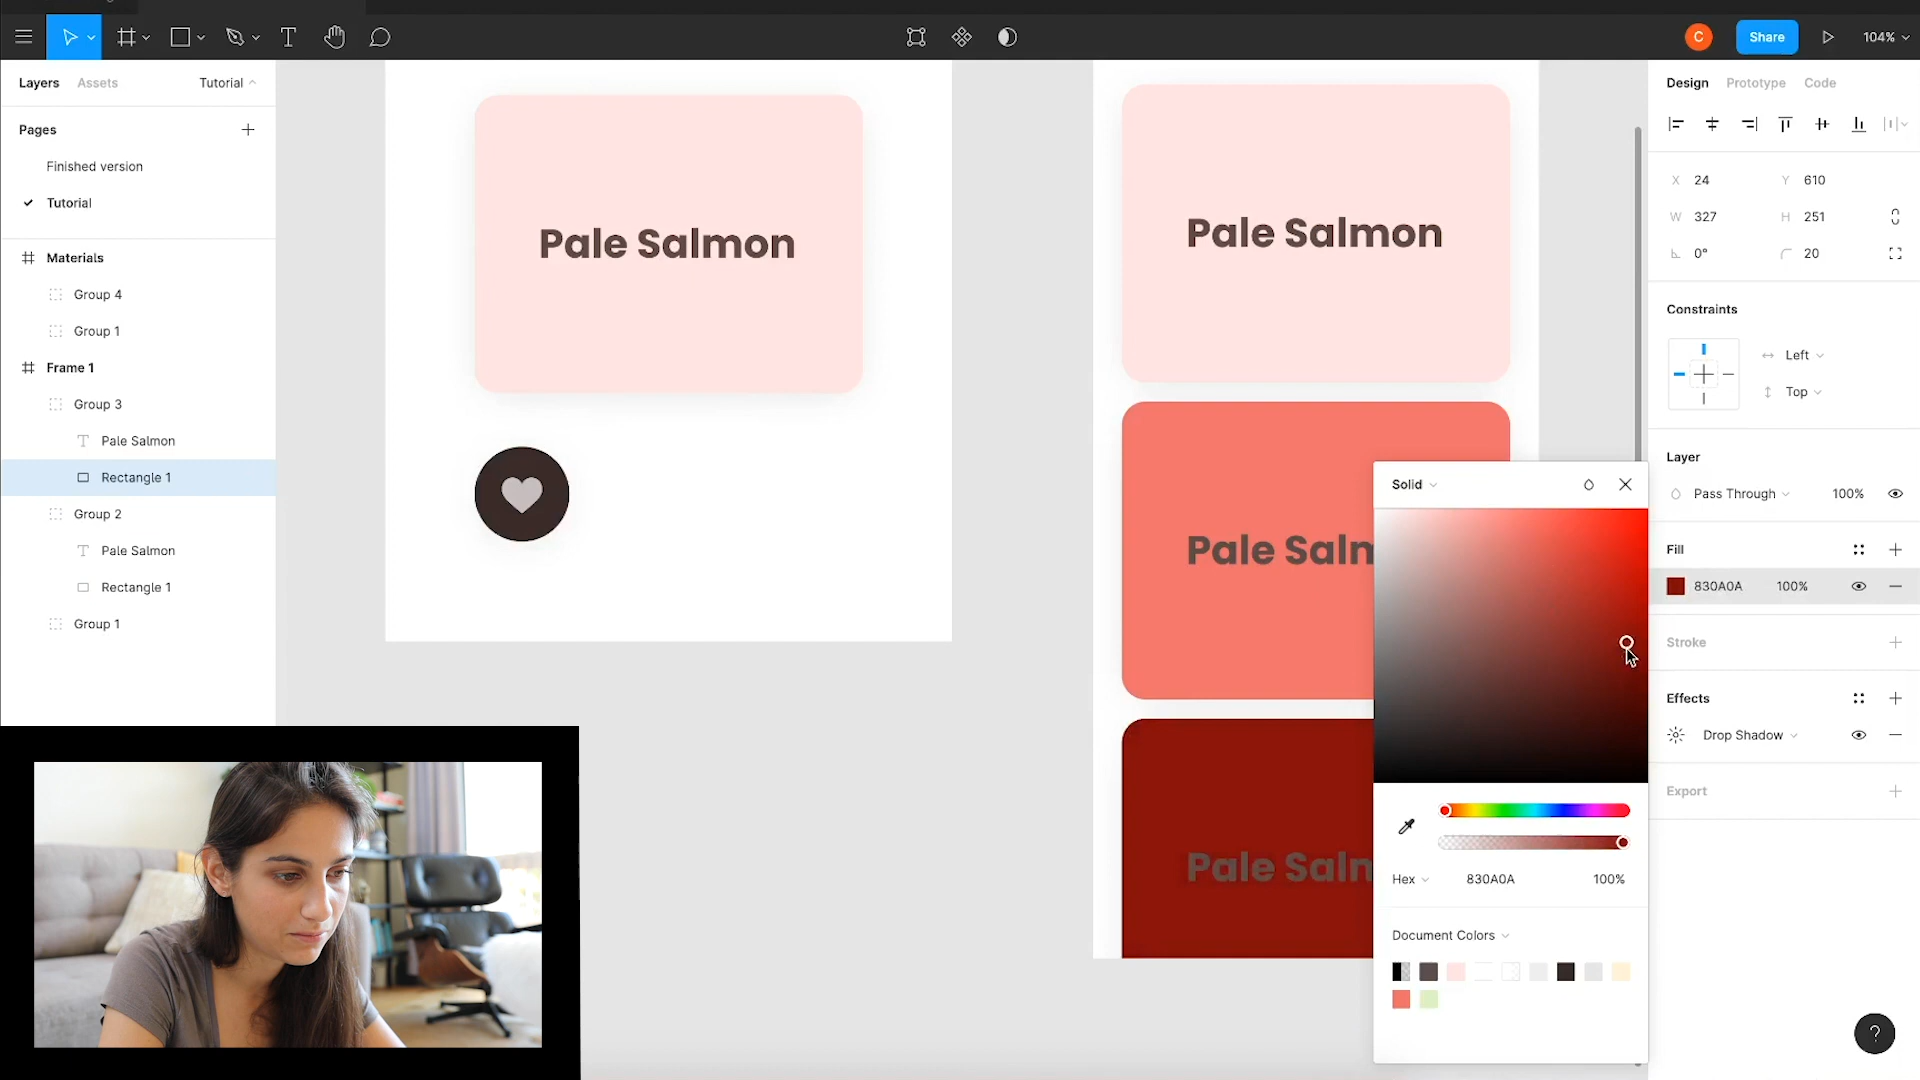 C
Share
104%
Layers
Assets
Tutorial
Pages
Finished version
Tutorial
Materials
Group 4
Group 1
Frame 1
Group 3
Pale Salmon
Rectangle 1
Group 2
Pale Salmon
Rectangle 1
Group 1
Pale Salmon
Pale Salmon
Pale Salm
Pale Salm
Solid
Hex
830A0A
100%
Document Colors
Design
Prototype
Code
X 24
Y 610
W 327
H 251
0°
20
Constraints
Left
Top
Layer
Pass Through
100%
Fill
830A0A
100%
Stroke
Effects
Drop Shadow
Export
?